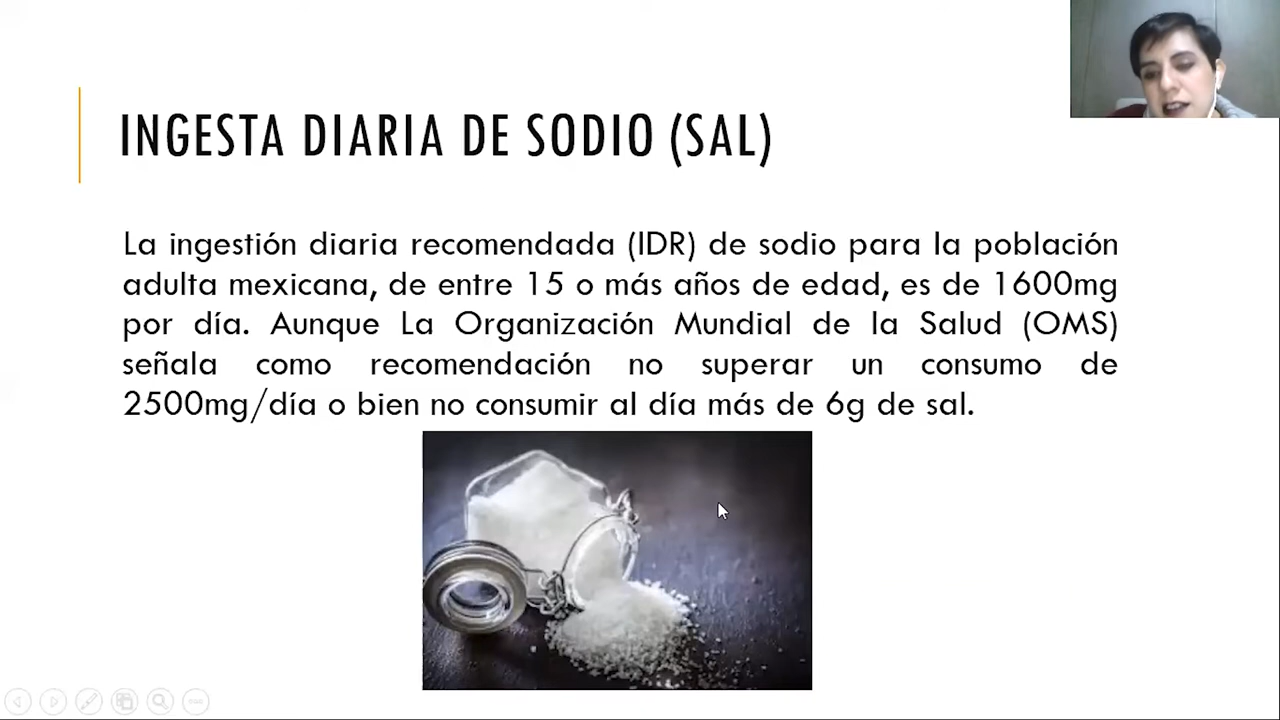 INGESTA DIARIA DE SODIO (SAL)
La ingestión diaria recomendada (IDR) de sodio para la población
adulta mexicana, de entre 15 o más años de edad, es de 1600mg
por día. Aunque La Organización Mundial de la Salud (OMS)
señala como recomendación no superar un consumo de
2500mg/día o bien no consumir al día más de 6g de sal.